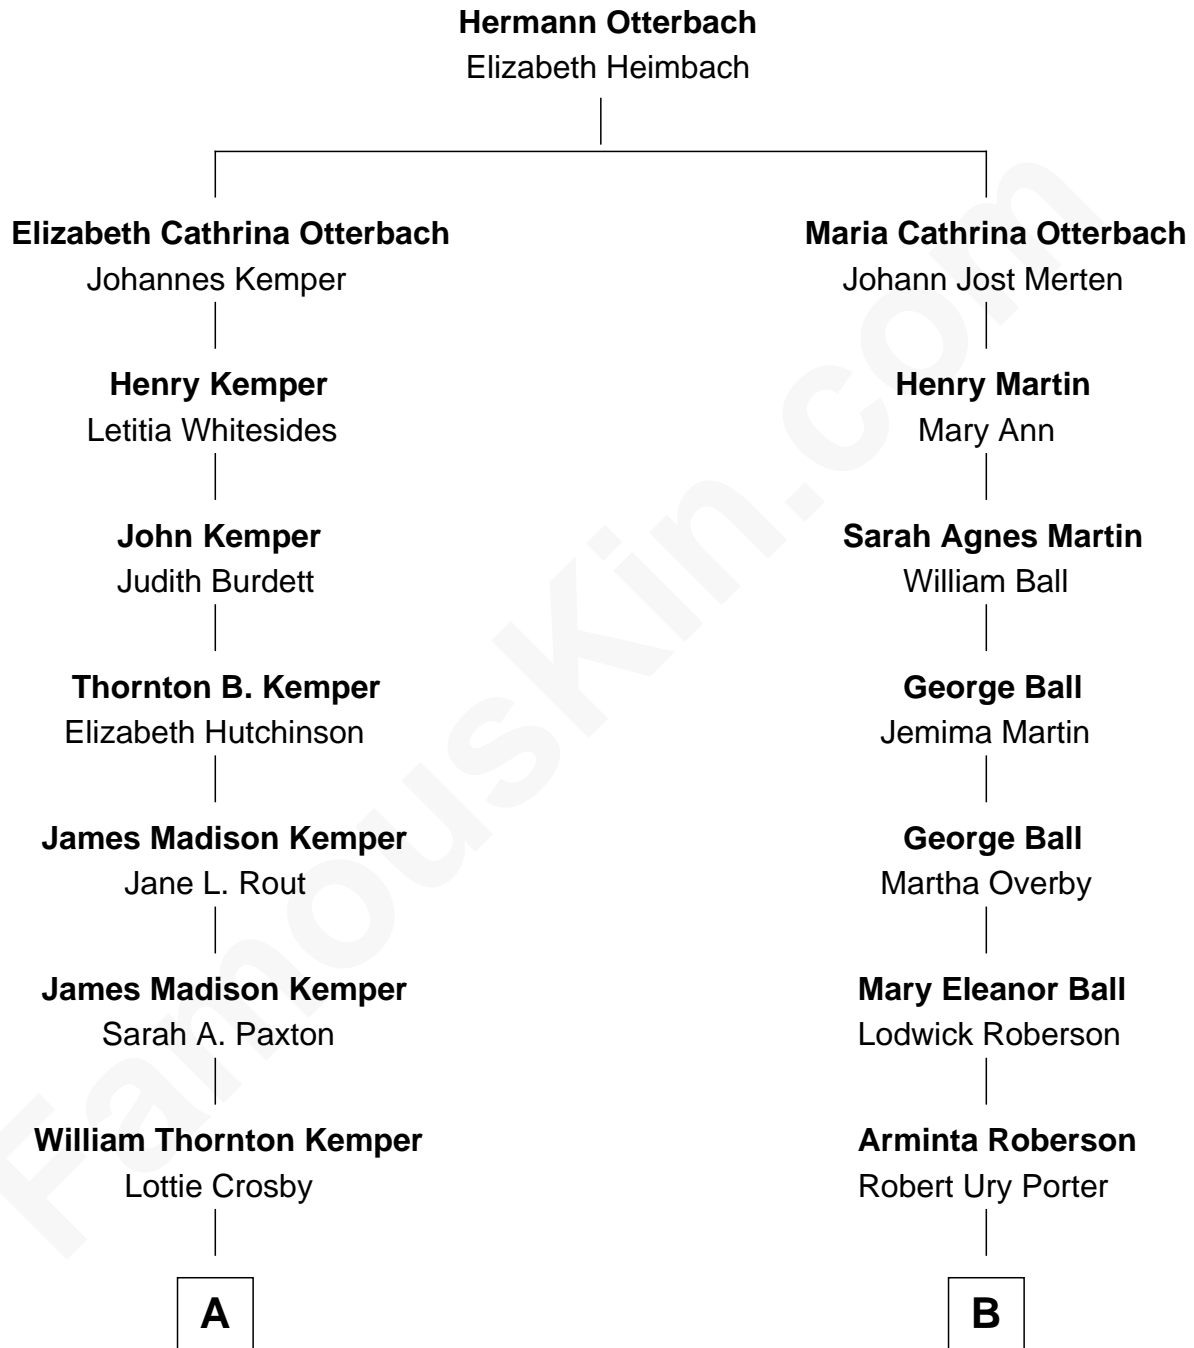 Hermann Otterbach
Elizabeth Heimbach
Elizabeth Cathrina Otterbach
Johannes Kemper
Henry Kemper
Letitia Whitesides
John Kemper
Judith Burdett
Thornton B. Kemper
Elizabeth Hutchinson
James Madison Kemper
Jane L. Rout
James Madison Kemper
Sarah A. Paxton
William Thornton Kemper
Lottie Crosby
A
Maria Cathrina Otterbach
Johann Jost Merten
Henry Martin
Mary Ann
Sarah Agnes Martin
William Ball
George Ball
Jemima Martin
George Ball
Martha Overby
Mary Eleanor Ball
Lodwick Roberson
Arminta Roberson
Robert Ury Porter
B
FamousKin.com